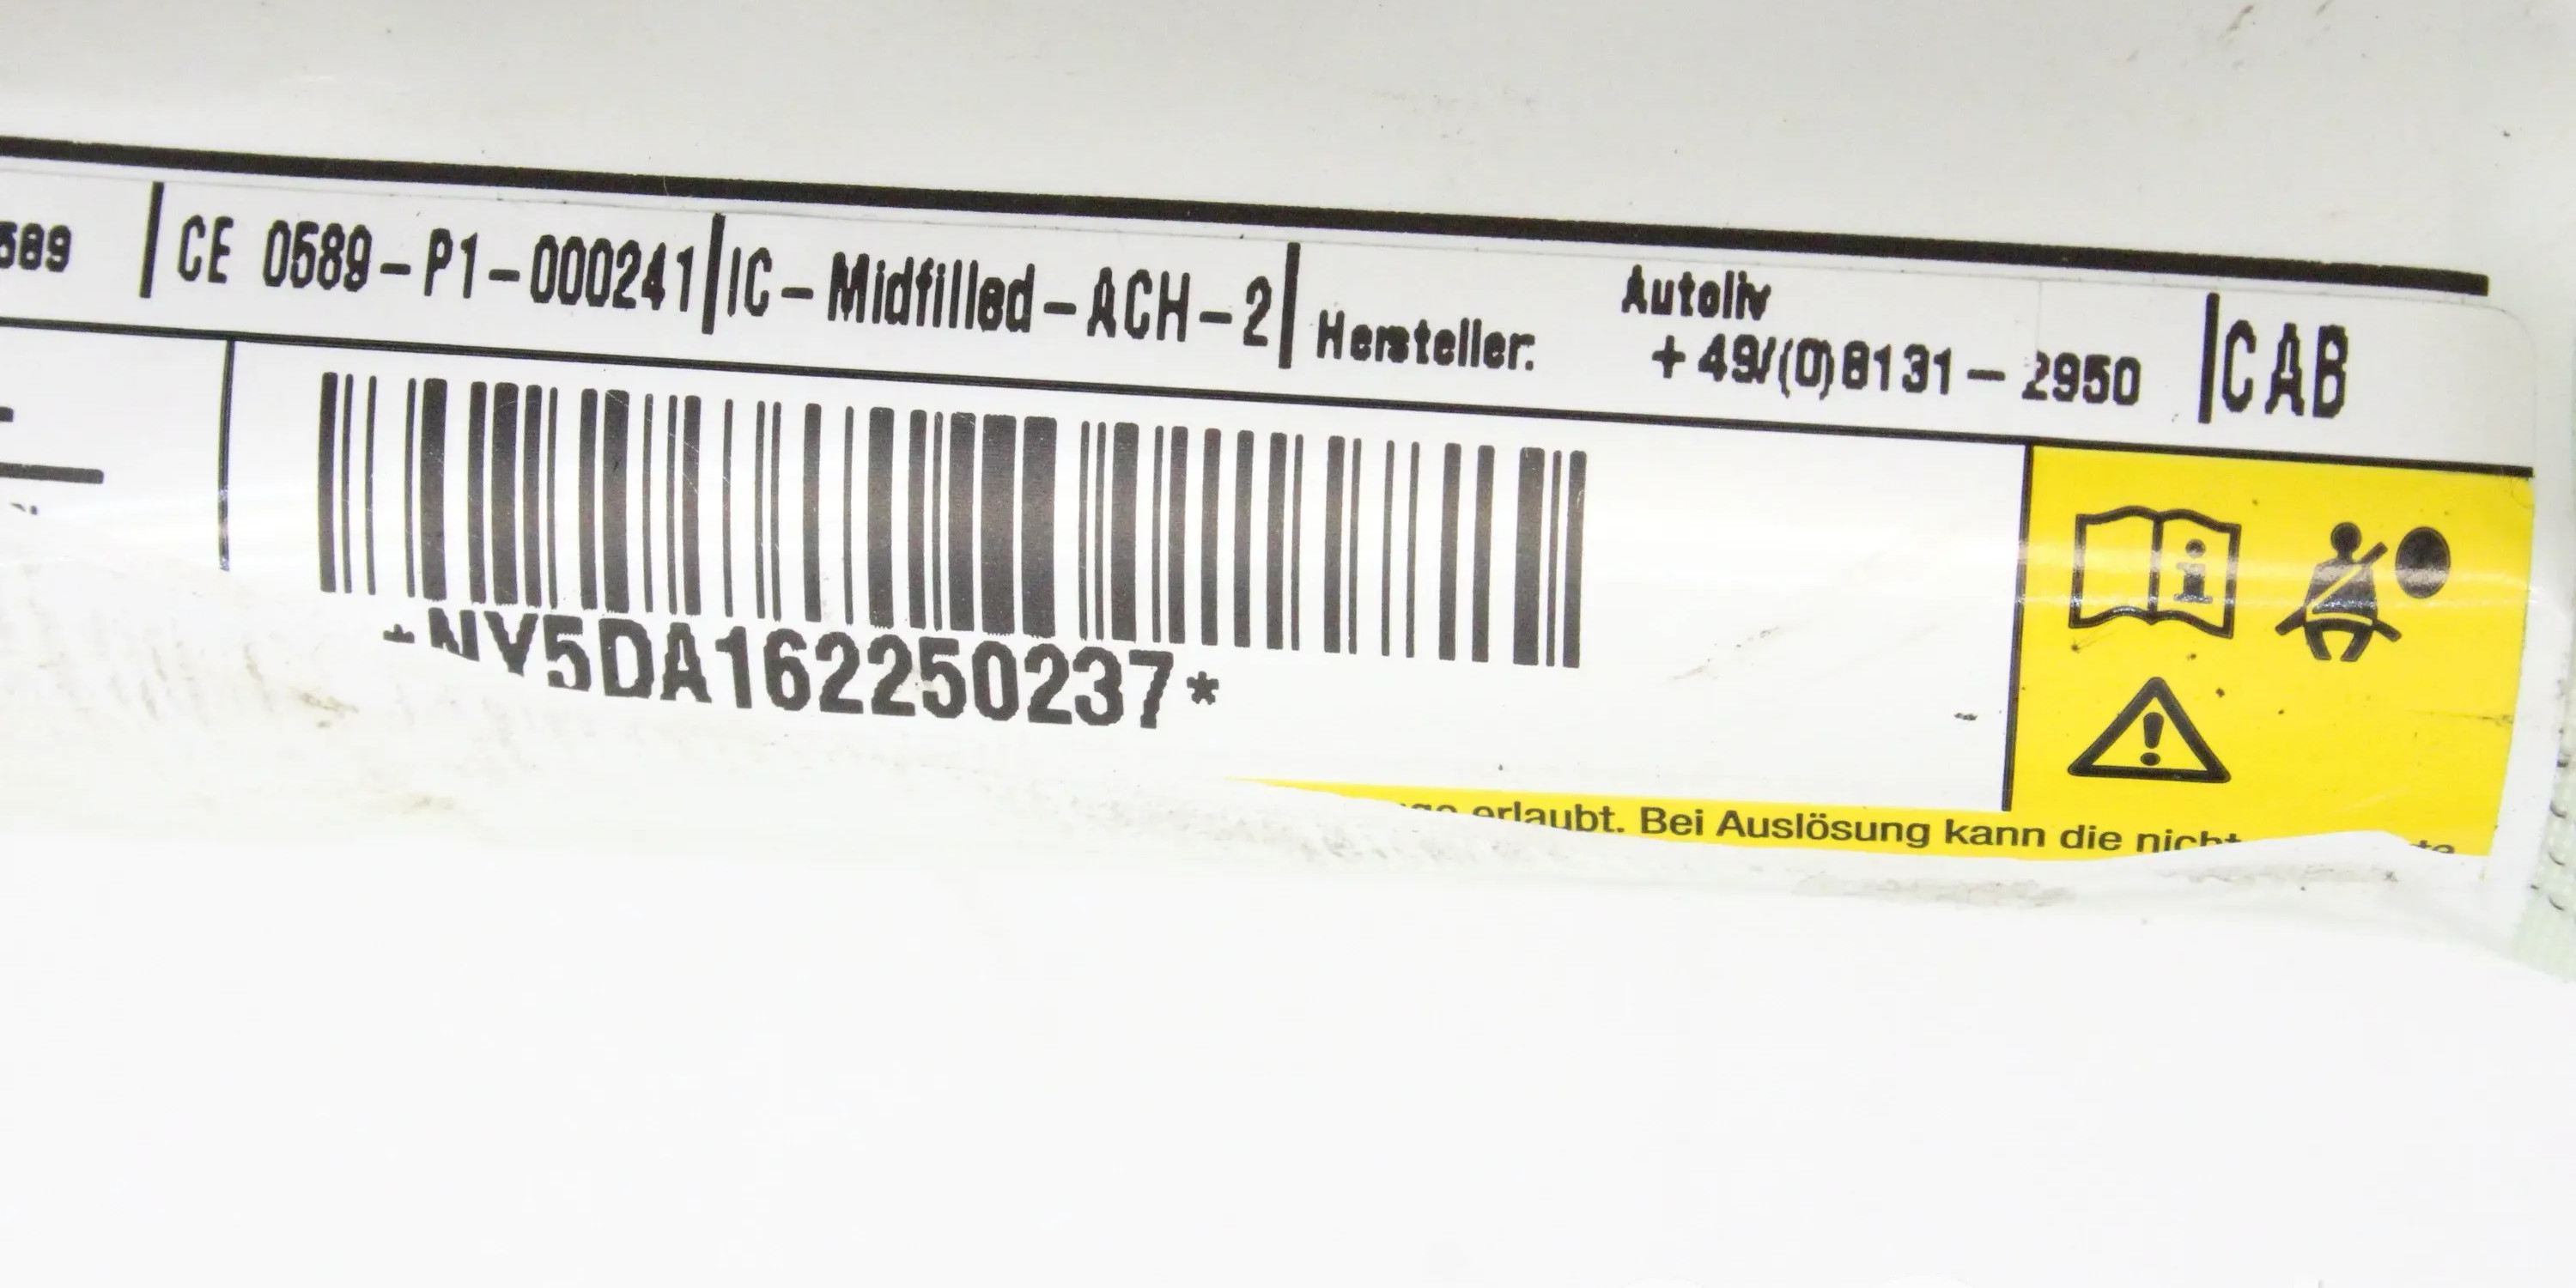 589 | CE 0589-P1-000241 | IC-Midfilled-ACH-2 | Hersteller: Autoliv +49/(0)8131-2950 | CAB
*NY5DA162250237*
erlaubt. Bei Auslösung kann die nicht